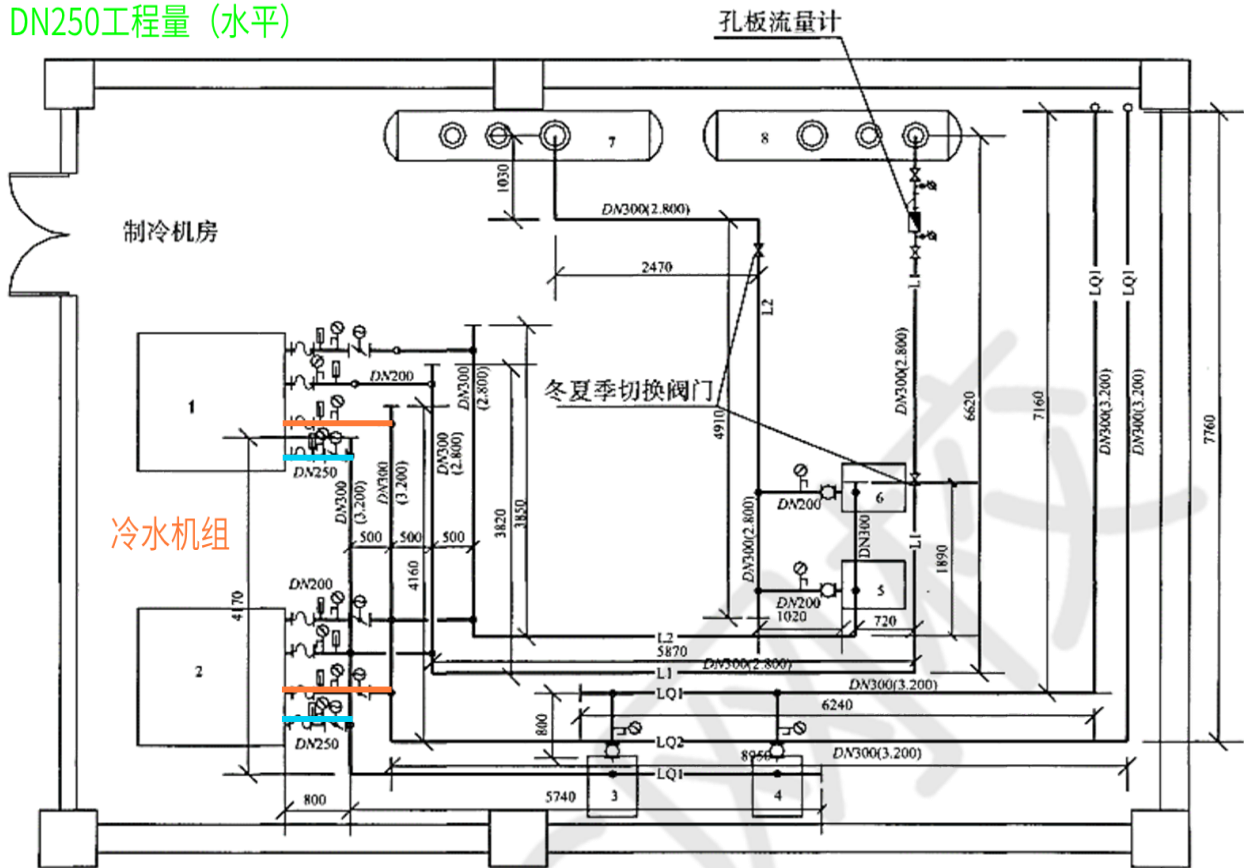 DN250工程量（水平）
孔板流量计
7
8
1030
DN300(2.800)
制冷机房
2470
L2
L1
LQ1
LQ1
DN200
DN300
(2.800)
DN300(2.800)
6620
7160
DN300(3.200)
DN300(3.200)
7760
冬夏季切换阀门
4910
1
DN250
DN300
(3.200)
DN300
(3.200)
DN300
(2.800)
3820
3850
6
DN200
冷水机组
500
500
500
DN300(2.800)
DN300
L1
1890
4170
DN200
4160
5
DN200
1020
720
L2
5870
2
L1
DN300(2.800)
LQ1
DN300(3.200)
6240
800
DN250
LQ2
8950
DN300(3.200)
LQ1
800
5740
3
4
网校